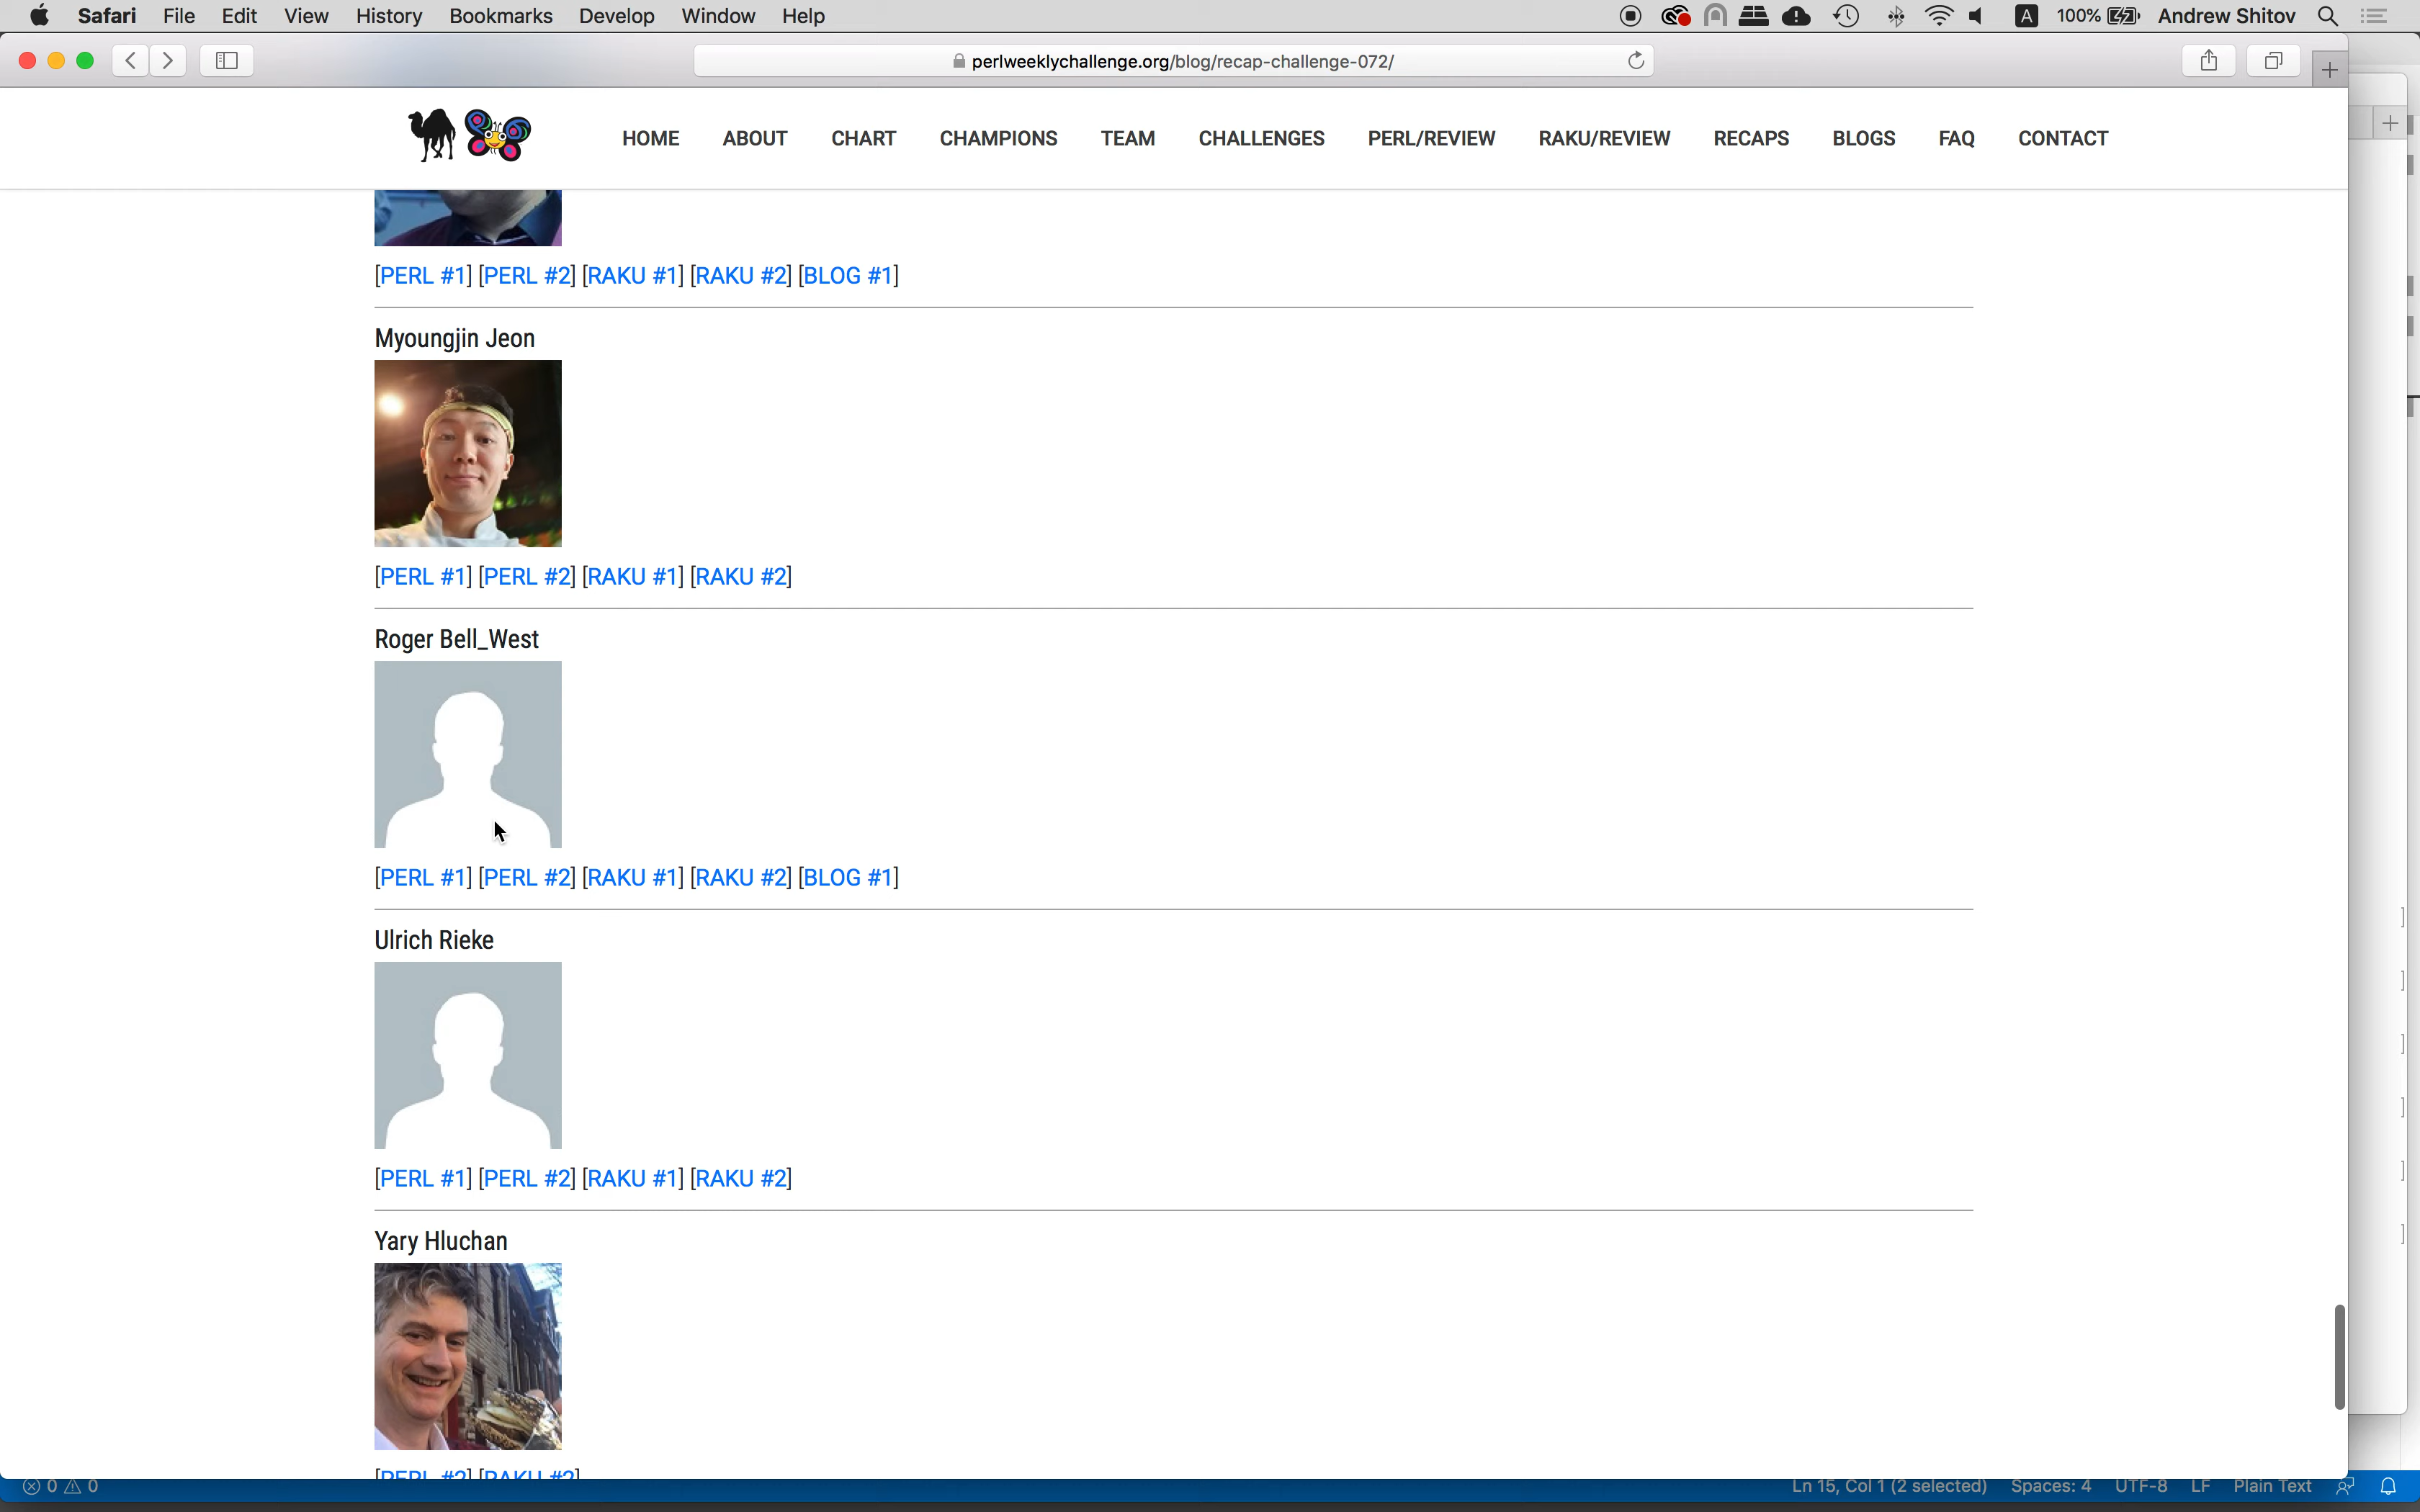 Safari File Edit View History Bookmarks Develop Window Help A 100% Andrew Shitov
perlweeklychallenge.org/blog/recap-challenge-072/
HOME ABOUT CHART CHAMPIONS TEAM CHALLENGES PERL/REVIEW RAKU/REVIEW RECAPS BLOGS FAQ CONTACT
[PERL #1] [PERL #2] [RAKU #1] [RAKU #2] [BLOG #1]
Myoungjin Jeon
[PERL #1] [PERL #2] [RAKU #1] [RAKU #2]
Roger Bell_West
[PERL #1] [PERL #2] [RAKU #1] [RAKU #2] [BLOG #1]
Ulrich Rieke
[PERL #1] [PERL #2] [RAKU #1] [RAKU #2]
Yary Hluchan
[PERL #2] [RAKU #2]
0 0 Ln 15, Col 1 (2 selected) Spaces: 4 UTF-8 LF Plain Text